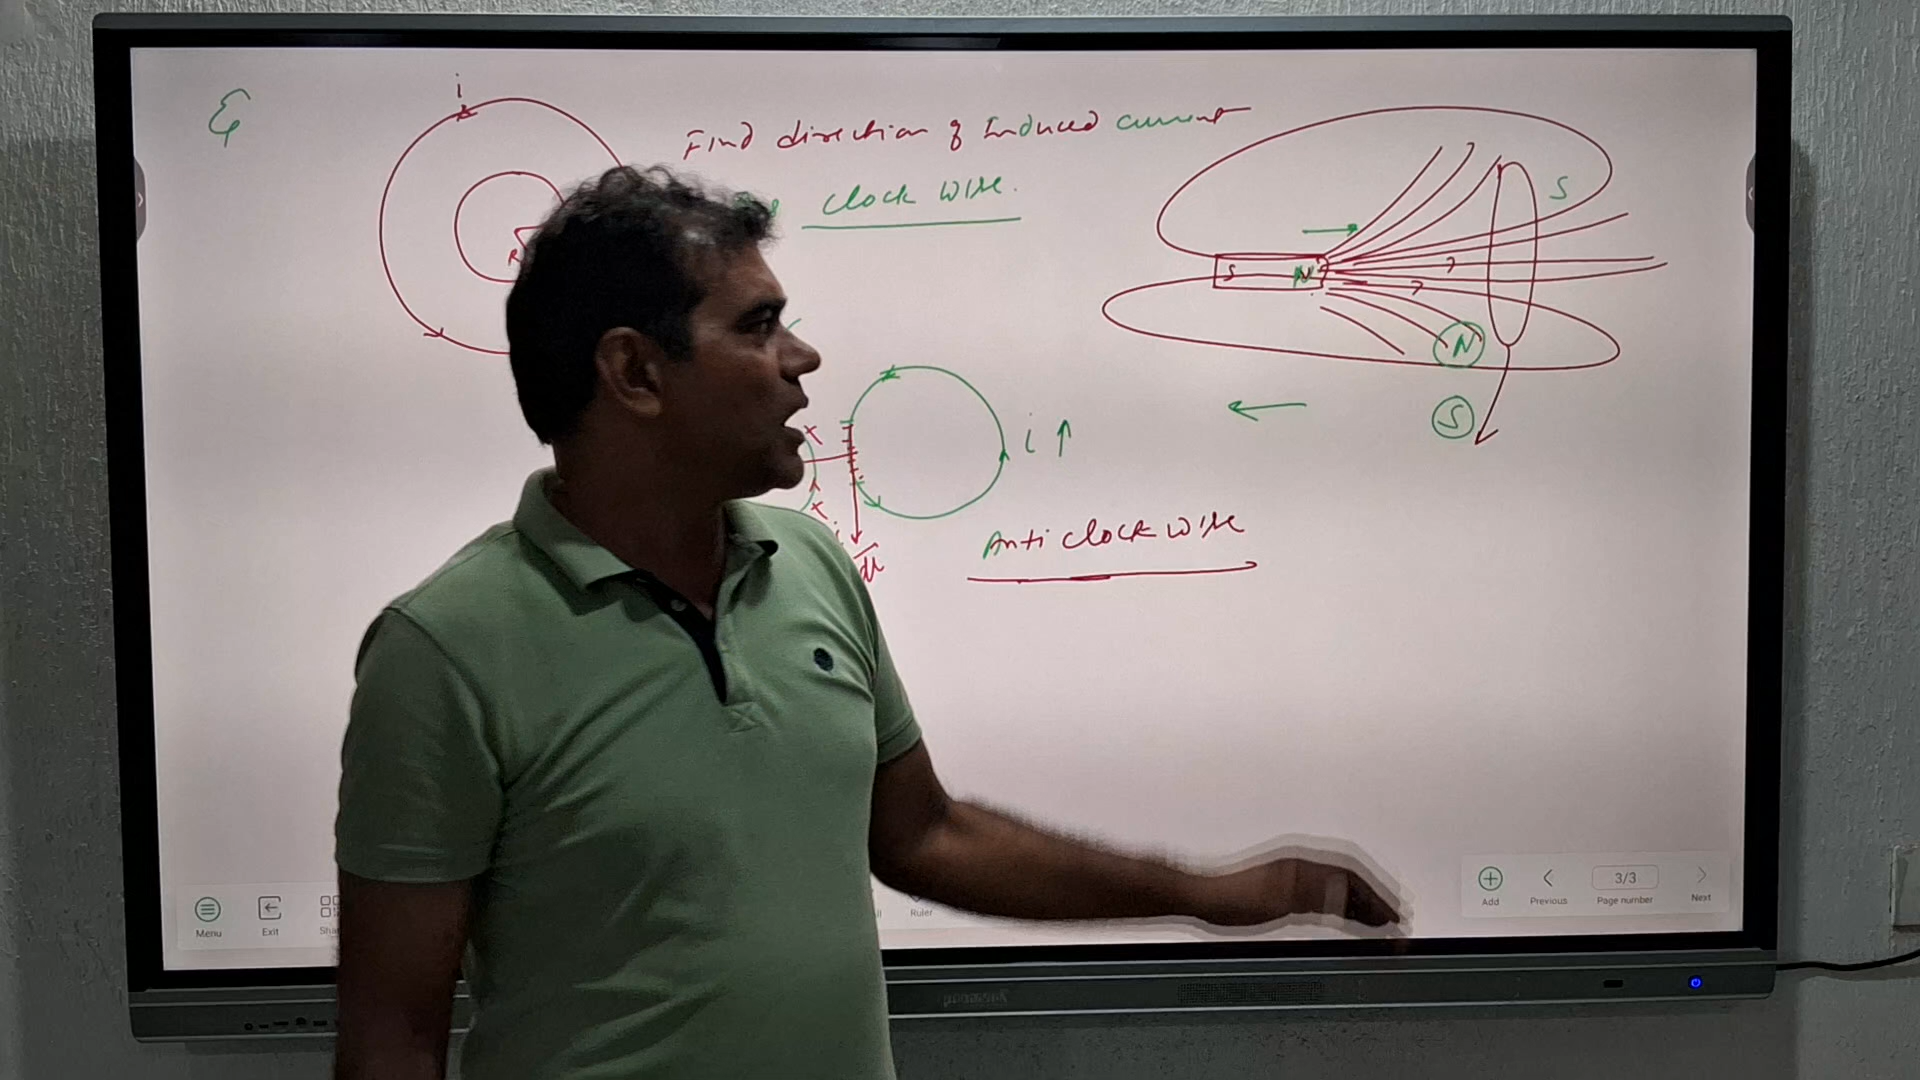 i
Find direction of Induced current
clock wise.
R
S
S
N
N
S
i ↑
x
x
i
dl
Anti clock wise
Menu
Exit
Ruler
Add
Previous
3/3
Page number
Next